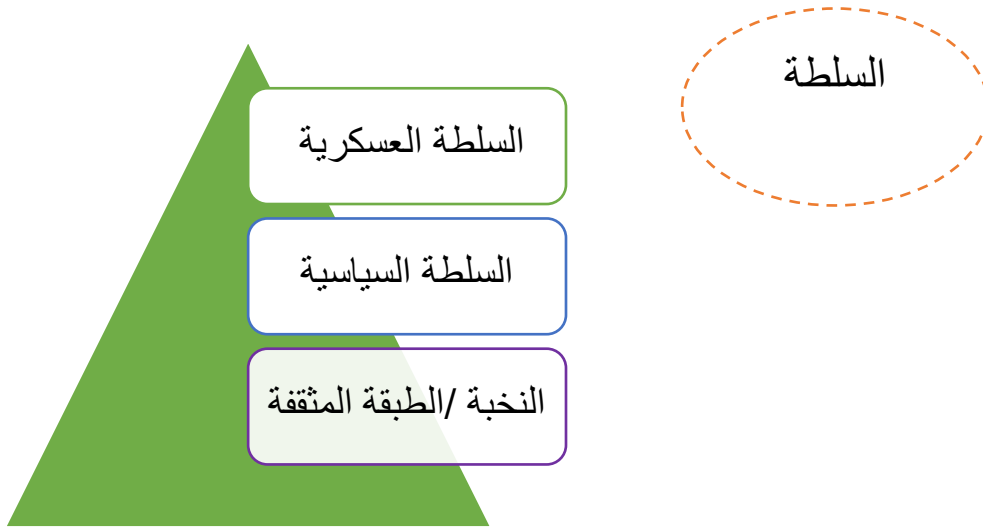 السلطة
السلطة العسكرية
السلطة السياسية
النخبة /الطبقة المثقفة